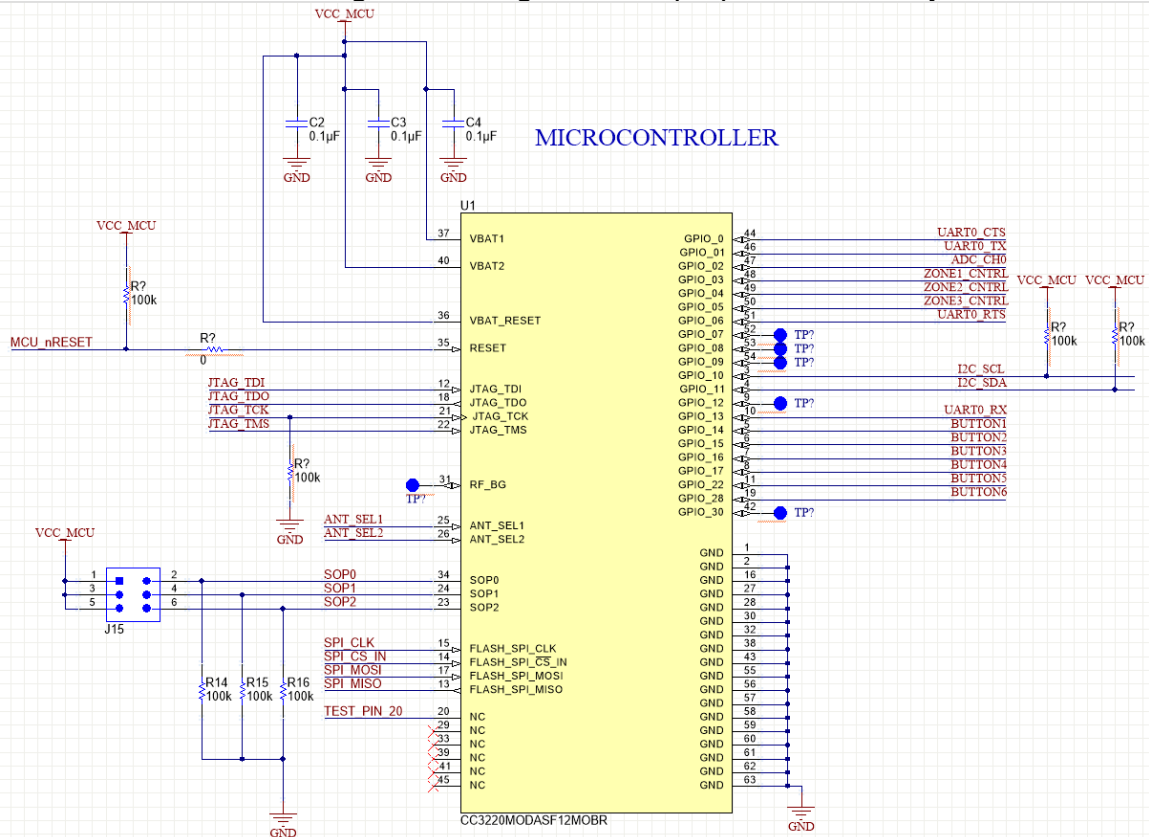 VCC_MCU
C2
0.1µF
C3
0.1µF
C4
0.1µF
GND
GND
GND
MICROCONTROLLER
VCC_MCU
R?
100k
MCU_nRESET
R?
0
JTAG_TDI
JTAG_TDO
JTAG_TCK
JTAG_TMS
R?
100k
GND
TP?
ANT_SEL1
ANT_SEL2
VCC_MCU
1 2
3 4
5 6
J15
SOP0
SOP1
SOP2
R14
100k
R15
100k
R16
100k
GND
SPI_CLK
SPI_CS_IN
SPI_MOSI
SPI_MISO
TEST_PIN_20
U1
37 VBAT1
40 VBAT2
36 VBAT_RESET
35 RESET
12 JTAG_TDI
18 JTAG_TDO
21 JTAG_TCK
22 JTAG_TMS
31 RF_BG
25 ANT_SEL1
26 ANT_SEL2
34 SOP0
24 SOP1
23 SOP2
15 FLASH_SPI_CLK
14 FLASH_SPI_CS_IN
17 FLASH_SPI_MOSI
13 FLASH_SPI_MISO
20 NC
29 NC
33 NC
39 NC
41 NC
45 NC
GPIO_0 44 UART0_CTS
GPIO_01 46 UART0_TX
GPIO_02 47 ADC_CH0
GPIO_03 48 ZONE1_CNTRL
GPIO_04 49 ZONE2_CNTRL
GPIO_05 50 ZONE3_CNTRL
GPIO_06 51 UART0_RTS
GPIO_07 52 TP?
GPIO_08 53 TP?
GPIO_09 54 TP?
GPIO_10 3 I2C_SCL
GPIO_11 4 I2C_SDA
GPIO_12 9 TP?
GPIO_13 10 UART0_RX
GPIO_14 5 BUTTON1
GPIO_15 6 BUTTON2
GPIO_16 7 BUTTON3
GPIO_17 8 BUTTON4
GPIO_22 11 BUTTON5
GPIO_28 19 BUTTON6
GPIO_30 42 TP?
VCC_MCU VCC_MCU
R?
100k
R?
100k
GND 1
GND 2
GND 16
GND 27
GND 28
GND 30
GND 32
GND 38
GND 43
GND 55
GND 56
GND 57
GND 58
GND 59
GND 60
GND 61
GND 62
GND 63
GND
CC3220MODASF12MOBR